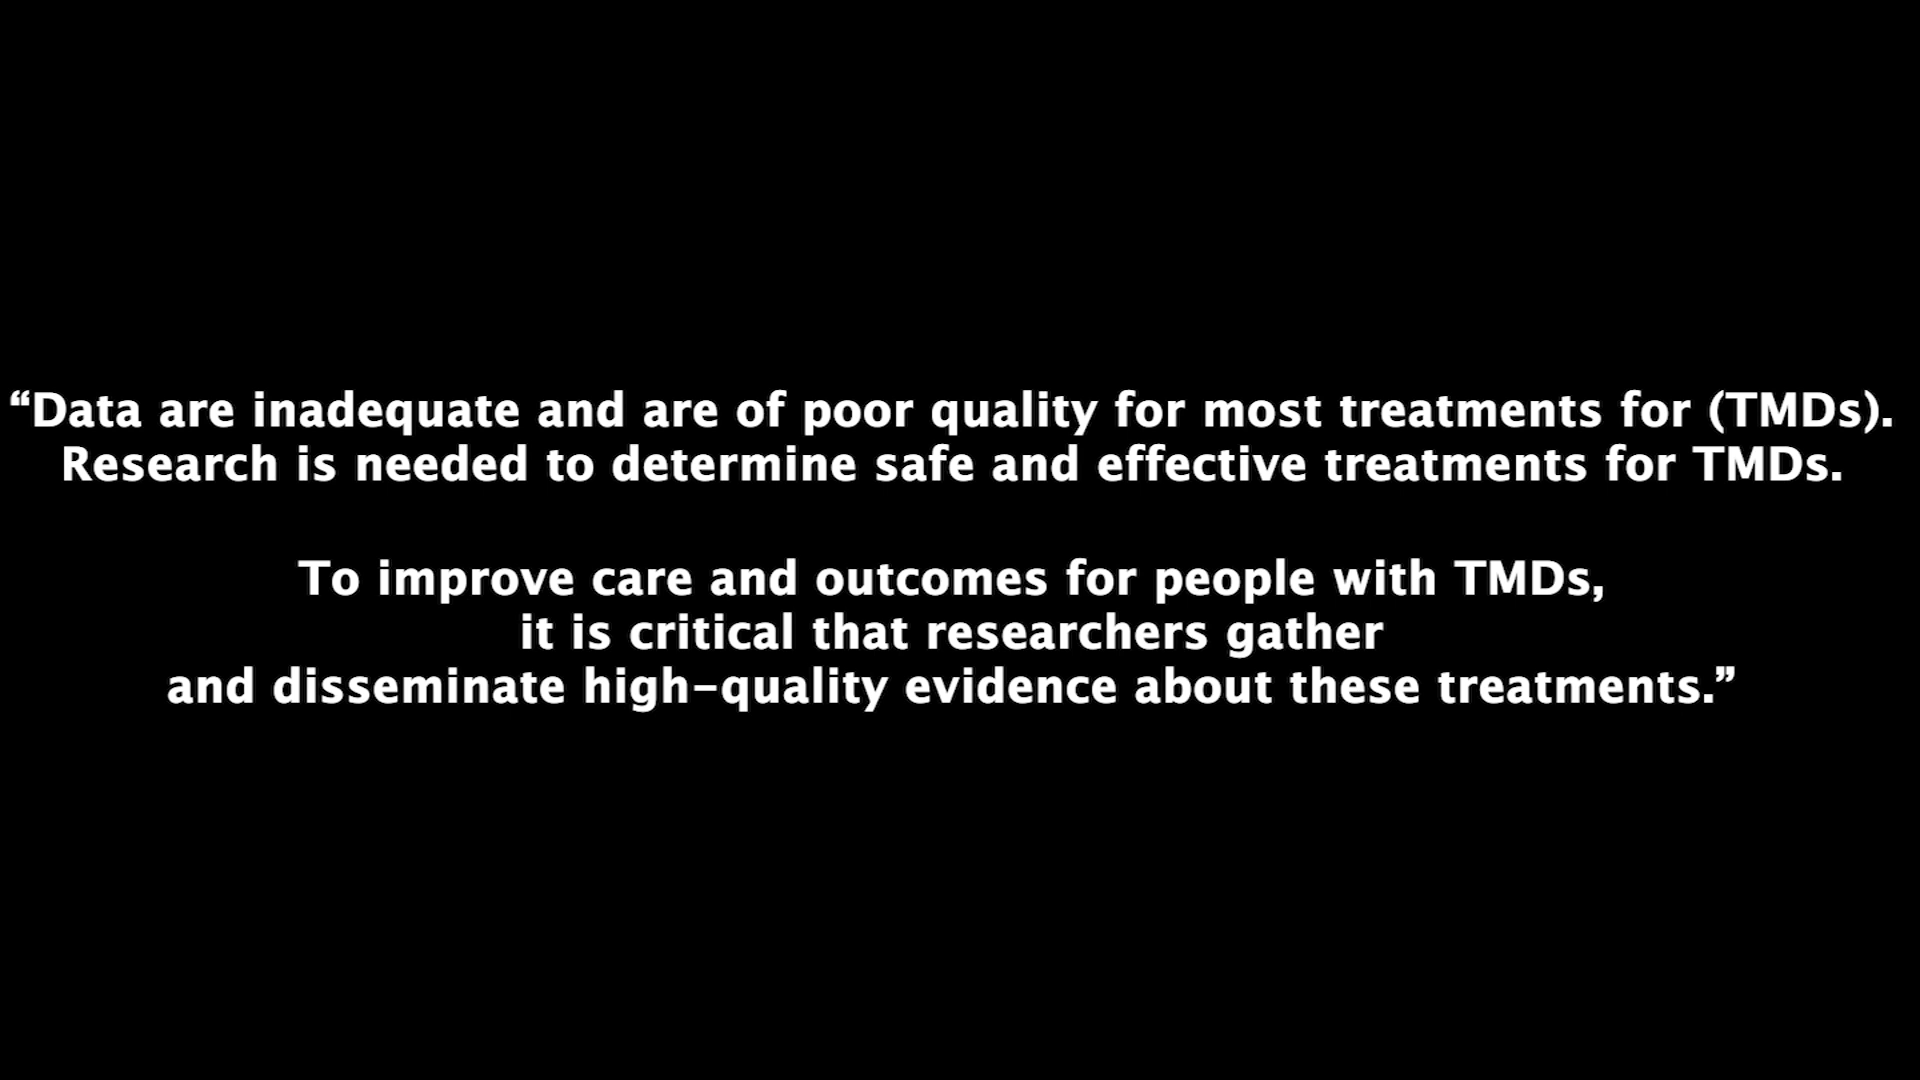 “Data are inadequate and are of poor quality for most treatments for (TMDs).
Research is needed to determine safe and effective treatments for TMDs.
To improve care and outcomes for people with TMDs,
it is critical that researchers gather
and disseminate high-quality evidence about these treatments.”